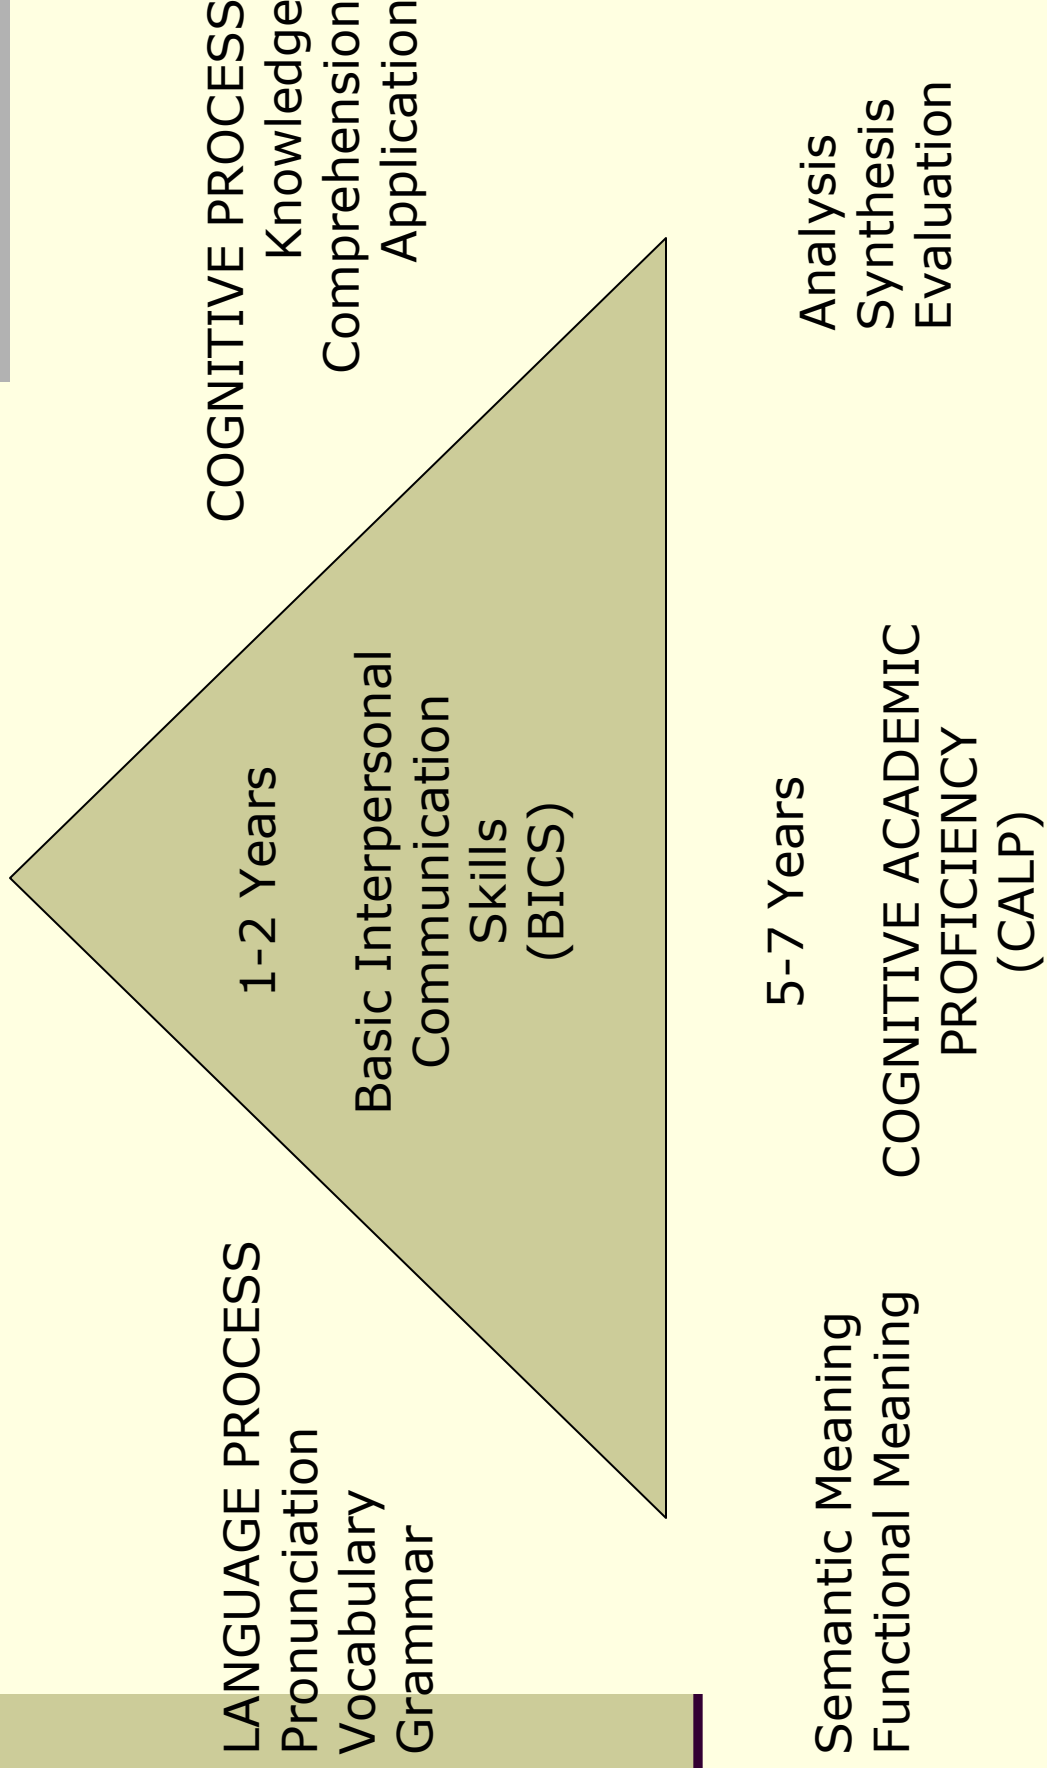 LANGUAGE PROCESS
Pronunciation
Vocabulary
Grammar
1-2 Years
Basic Interpersonal
Communication
Skills
(BICS)
COGNITIVE PROCESS
Knowledge
Comprehension
Application
Semantic Meaning
Functional Meaning
5-7 Years
COGNITIVE ACADEMIC
PROFICIENCY
(CALP)
Analysis
Synthesis
Evaluation